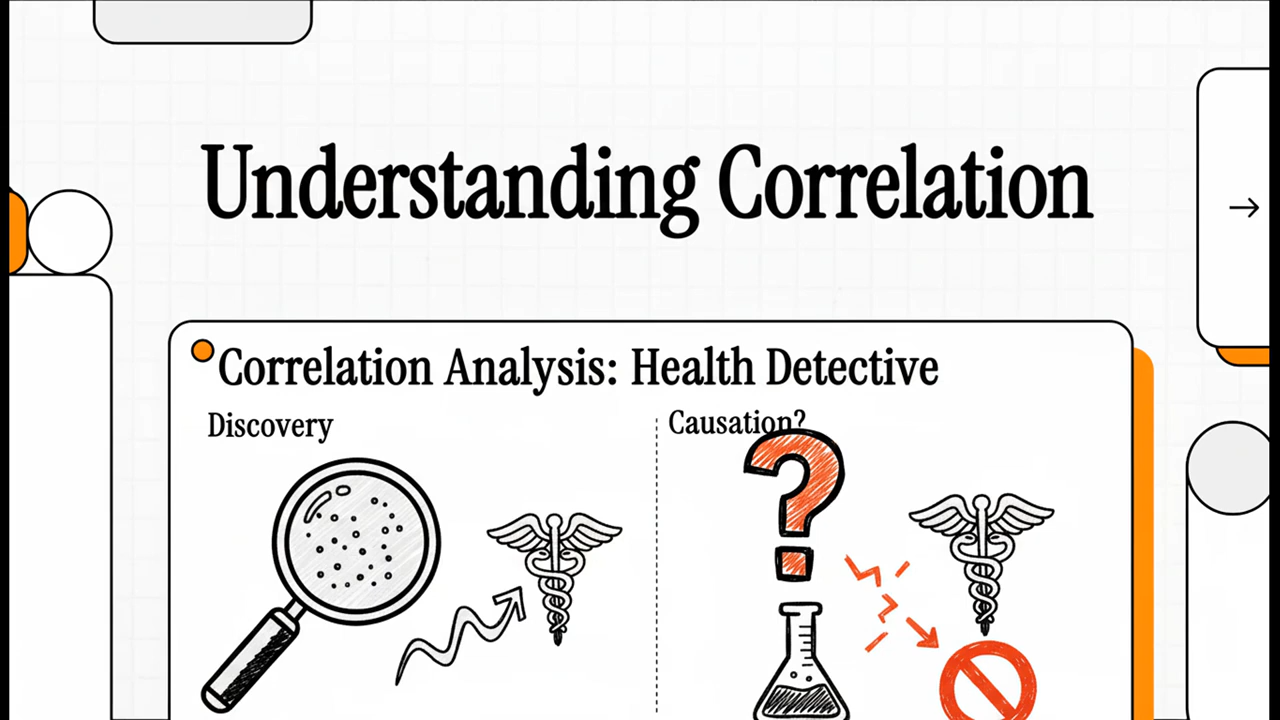 Understanding Correlation
Correlation Analysis: Health Detective
Discovery
Causation?